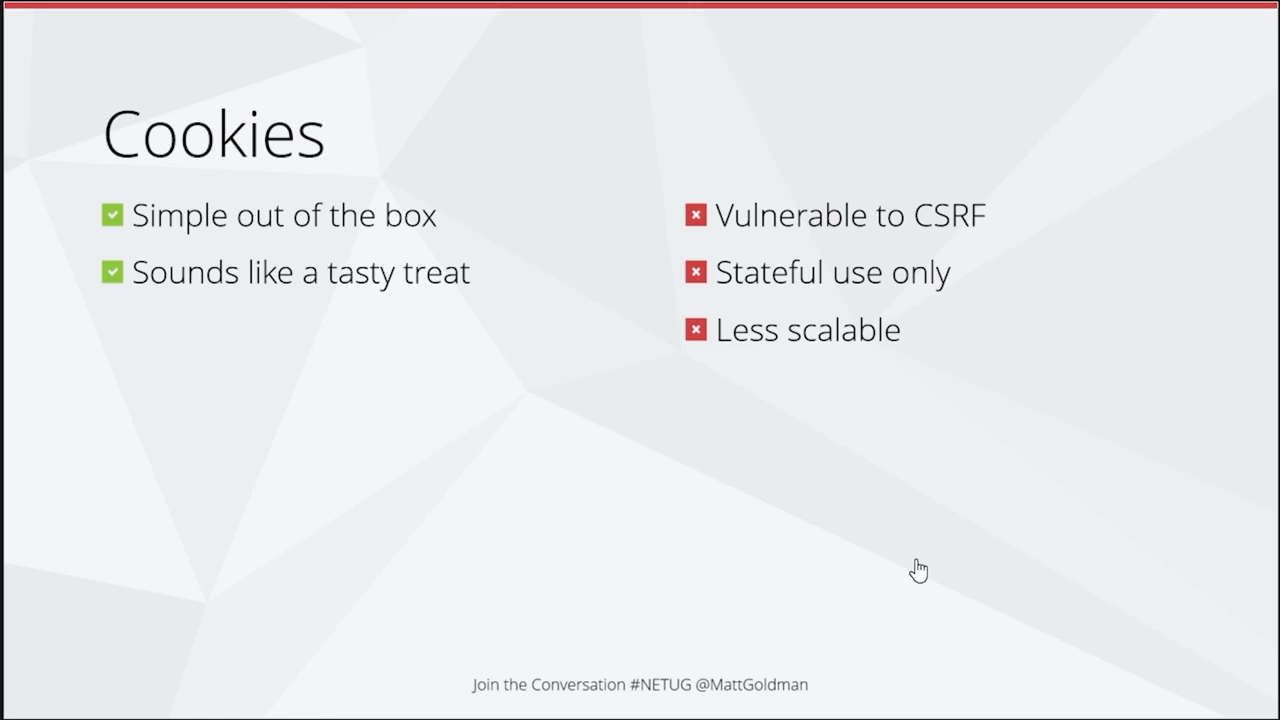 Cookies
Simple out of the box
Sounds like a tasty treat
Vulnerable to CSRF
Stateful use only
Less scalable
Join the Conversation #NETUG @MattGoldman